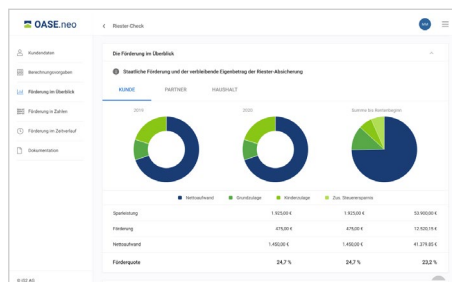 OASE.neo
Riester Check
MM
Kundendaten
Berechnungsvorgaben
Förderung im Überblick
Förderung in Zahlen
Förderung im Zeitverlauf
Dokumentation
Die Förderung im Überblick
Staatliche Förderung und der verbleibende Eigenbetrag der Riester-Absicherung
KUNDE PARTNER HAUSHALT
2019 2020 Summe bis Rentenbeginn
Nettoaufwand Grundzulage Kinderzulage Zus. Steuerersparnis
Sparleistung 1.925,00 € 1.925,00 € 53.900,00 €
Förderung 475,00 € 475,00 € 12.520,15 €
Nettoaufwand 1.450,00 € 1.450,00 € 41.379,85 €
Förderquote 24,7 % 24,7 % 23,2 %